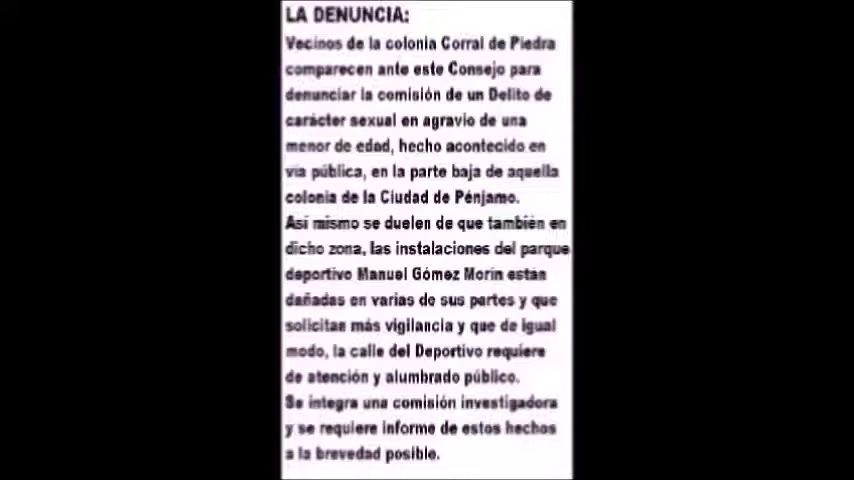 LA DENUNCIA:
Vecinos de la colonia Corral de Piedra
comparecen ante este Consejo para
denunciar la comisión de un Delito de
carácter sexual en agravio de una
menor de edad, hecho acontecido en
vía pública, en la parte baja de aquella
colonia de la Ciudad de Pénjamo.
Así mismo se duelen de que también en
dicho zona, las instalaciones del parque
deportivo Manuel Gómez Morin están
dañadas en varias de sus partes y que
solicitan más vigilancia y que de igual
modo, la calle del Deportivo requiere
de atención y alumbrado público.
Se integra una comisión investigadora
y se requiere informe de estos hechos
a la brevedad posible.